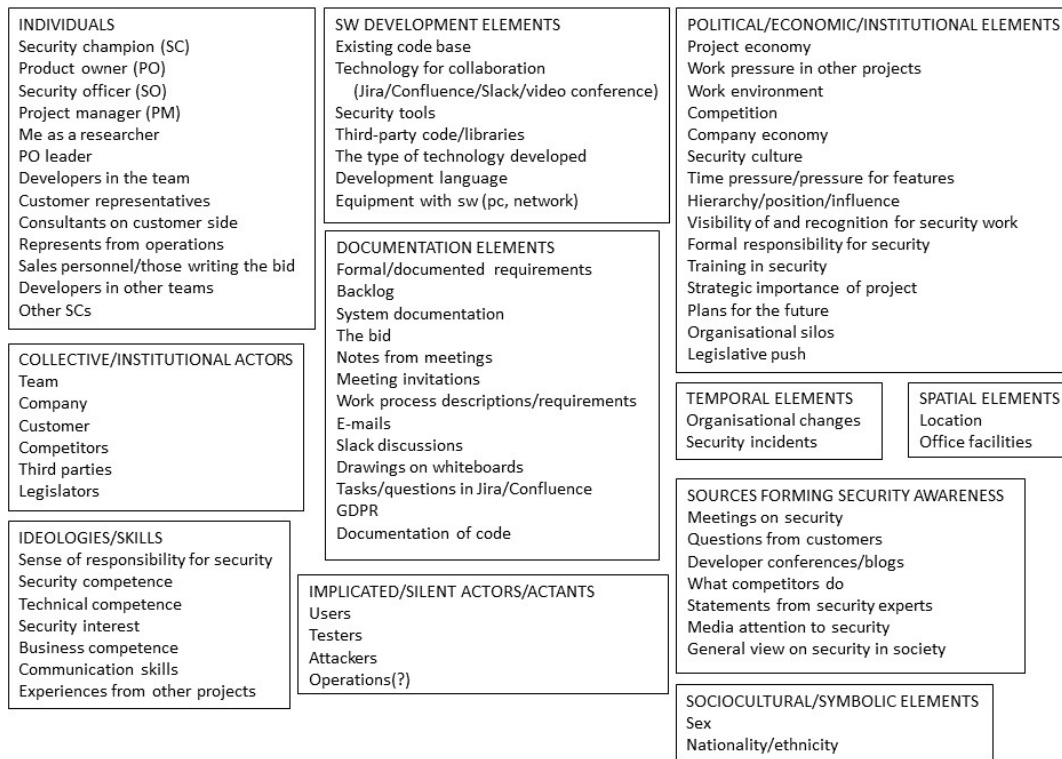 INDIVIDUALS
Security champion (SC)
Product owner (PO)
Security officer (SO)
Project manager (PM)
Me as a researcher
PO leader
Developers in the team
Customer representatives
Consultants on customer side
Represents from operations
Sales personnel/those writing the bid
Developers in other teams
Other SCs
COLLECTIVE/INSTITUTIONAL ACTORS
Team
Company
Customer
Competitors
Third parties
Legislators
IDEOLOGIES/SKILLS
Sense of responsibility for security
Security competence
Technical competence
Security interest
Business competence
Communication skills
Experiences from other projects
SW DEVELOPMENT ELEMENTS
Existing code base
Technology for collaboration
(Jira/Confluence/Slack/video conference)
Security tools
Third-party code/libraries
The type of technology developed
Development language
Equipment with sw (pc, network)
DOCUMENTATION ELEMENTS
Formal/documented requirements
Backlog
System documentation
The bid
Notes from meetings
Meeting invitations
Work process descriptions/requirements
E-mails
Slack discussions
Drawings on whiteboards
Tasks/questions in Jira/Confluence
GDPR
Documentation of code
IMPLICATED/SILENT ACTORS/ACTANTS
Users
Testers
Attackers
Operations(?)
POLITICAL/ECONOMIC/INSTITUTIONAL ELEMENTS
Project economy
Work pressure in other projects
Work environment
Competition
Company economy
Security culture
Time pressure/pressure for features
Hierarchy/position/influence
Visibility of and recognition for security work
Formal responsibility for security
Training in security
Strategic importance of project
Plans for the future
Organisational silos
Legislative push
TEMPORAL ELEMENTS
Organisational changes
Security incidents
SPATIAL ELEMENTS
Location
Office facilities
SOURCES FORMING SECURITY AWARENESS
Meetings on security
Questions from customers
Developer conferences/blogs
What competitors do
Statements from security experts
Media attention to security
General view on security in society
SOCIOCULTURAL/SYMBOLIC ELEMENTS
Sex
Nationality/ethnicity